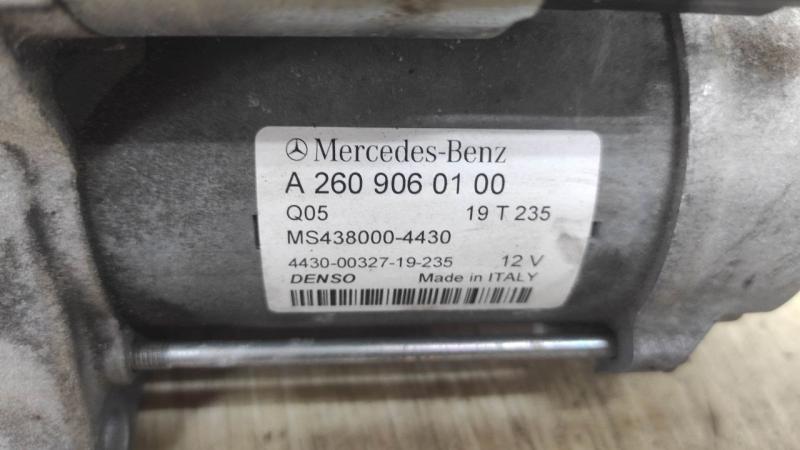 Mercedes-Benz
A 260 906 01 00
Q05 19 T 235
MS438000-4430
4430-00327-19-235 12 V
DENSO Made in ITALY